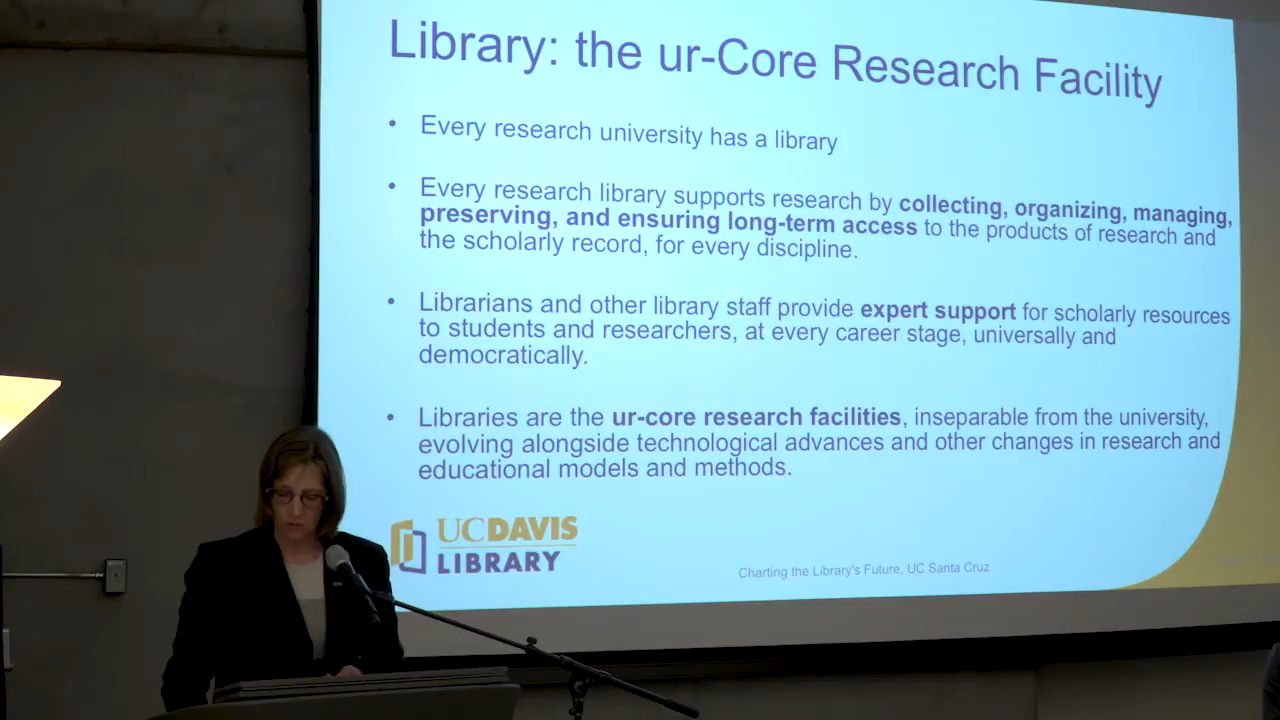 Library: the ur-Core Research Facility
• Every research university has a library
• Every research library supports research by collecting, organizing, managing,
preserving, and ensuring long-term access to the products of research and
the scholarly record, for every discipline.
• Librarians and other library staff provide expert support for scholarly resources
to students and researchers, at every career stage, universally and
democratically.
• Libraries are the ur-core research facilities, inseparable from the university,
evolving alongside technological advances and other changes in research and
educational models and methods.
UCDAVIS
LIBRARY
Charting the Library's Future, UC Santa Cruz